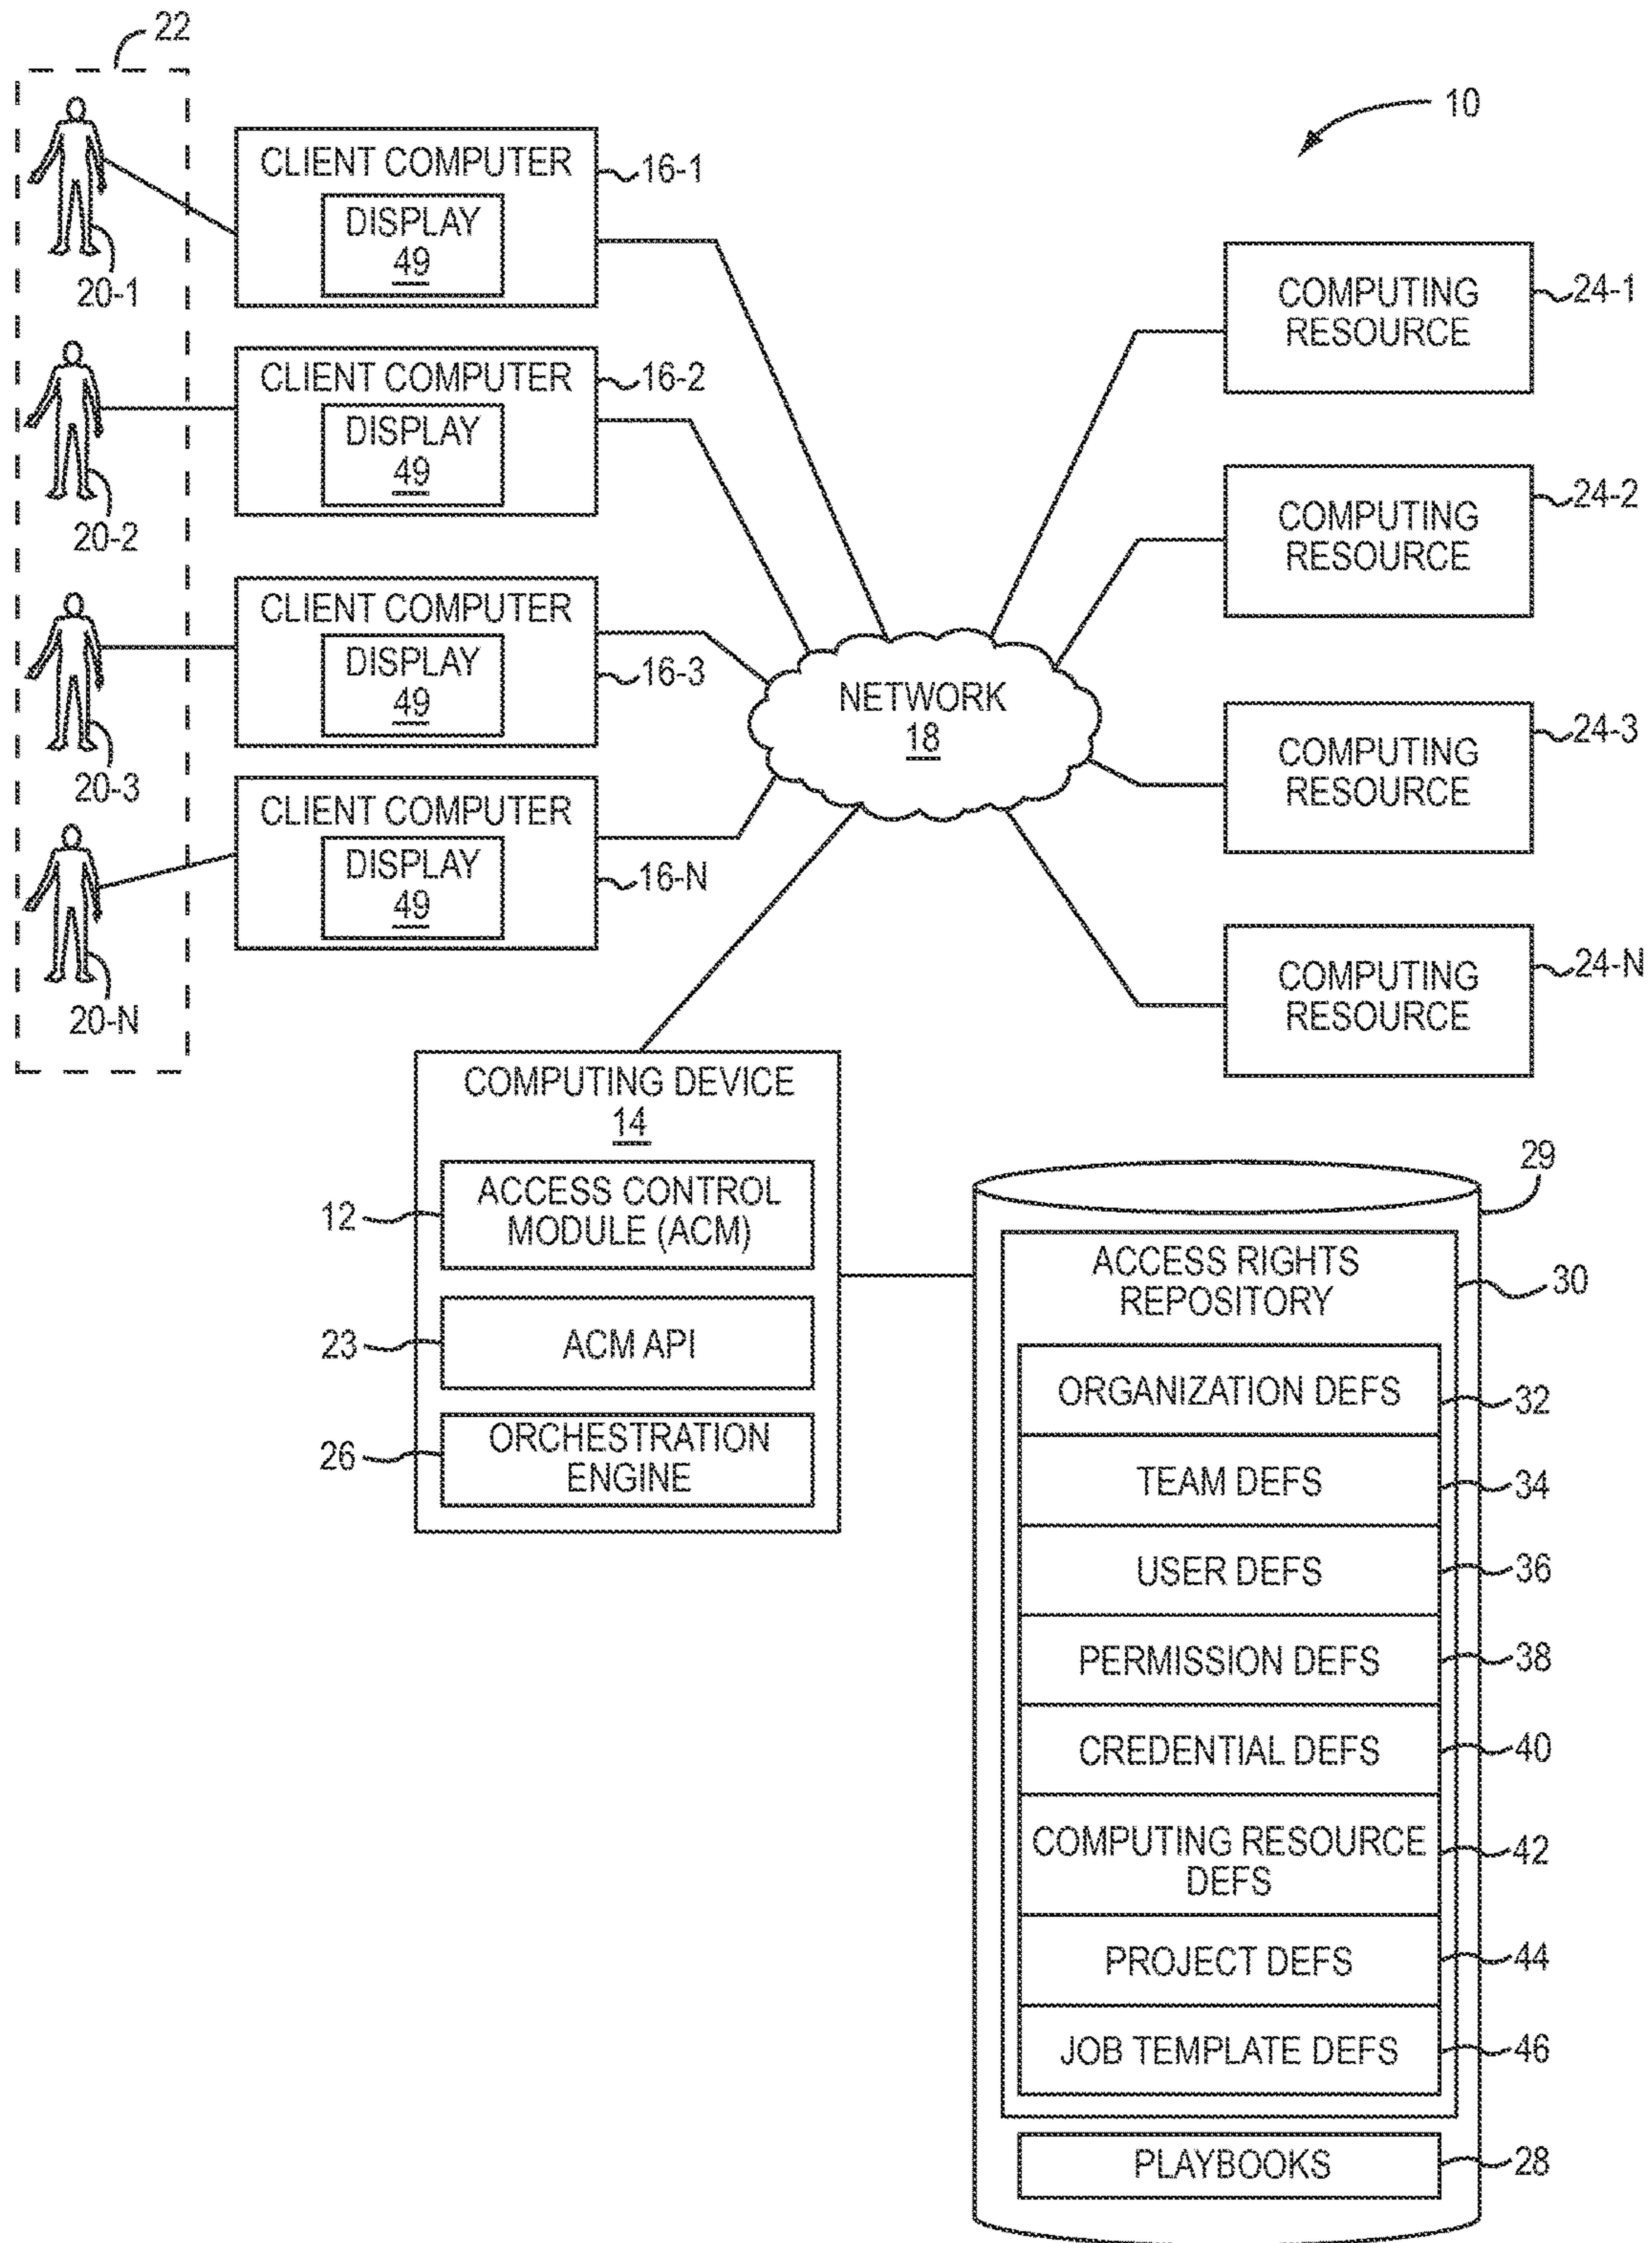 22
10
CLIENT COMPUTER
16-1
DISPLAY
49
20-1
CLIENT COMPUTER
16-2
DISPLAY
49
20-2
CLIENT COMPUTER
DISPLAY
16-3
49
20-3
CLIENT COMPUTER
DISPLAY
16-N
49
20-N
NETWORK
18
COMPUTING
RESOURCE
24-1
COMPUTING
RESOURCE
24-2
COMPUTING
RESOURCE
24-3
COMPUTING
RESOURCE
24-N
COMPUTING DEVICE
14
12
ACCESS CONTROL
MODULE (ACM)
23
ACM API
26
ORCHESTRATION
ENGINE
29
ACCESS RIGHTS
REPOSITORY
30
ORGANIZATION DEFS
32
TEAM DEFS
34
USER DEFS
36
PERMISSION DEFS
38
CREDENTIAL DEFS
40
COMPUTING RESOURCE
DEFS
42
PROJECT DEFS
44
JOB TEMPLATE DEFS
46
PLAYBOOKS
28